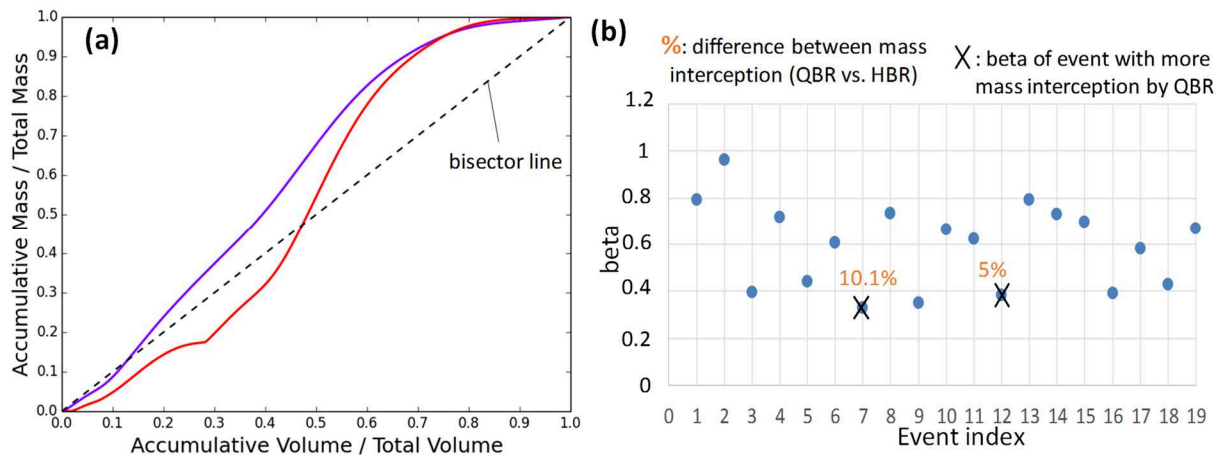 (a)
Accumulative Mass / Total Mass
1.0
0.9
0.8
0.7
0.6
0.5
0.4
0.3
0.2
0.1
0.0
bisector line
0.0 0.1 0.2 0.3 0.4 0.5 0.6 0.7 0.8 0.9 1.0
Accumulative Volume / Total Volume
(b)
%: difference between mass
interception (QBR vs. HBR)
X : beta of event with more
mass interception by QBR
beta
1.2
1
0.8
0.6
0.4
0.2
0
10.1%
5%
0 1 2 3 4 5 6 7 8 9 10 11 12 13 14 15 16 17 18 19
Event index